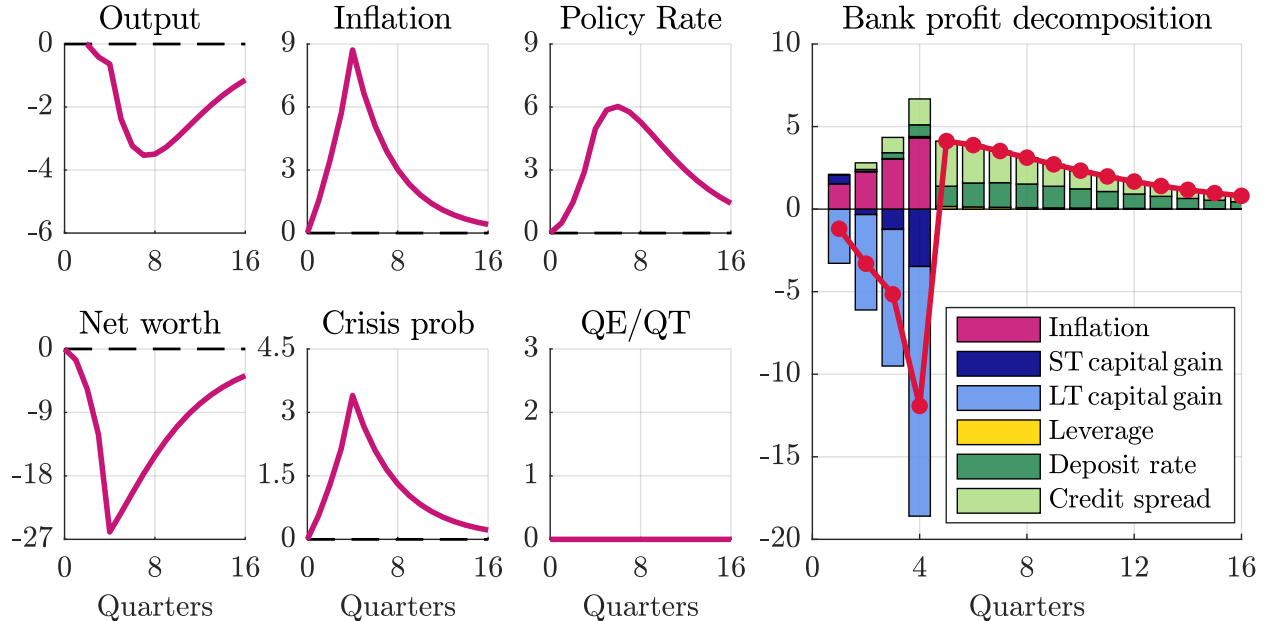 Output
0
-2
-4
-6
0 8 16
Inflation
9
6
3
0
0 8 16
Policy Rate
9
6
3
0
0 8 16
Net worth
0
-9
-18
-27
0 8 16
Quarters
Crisis prob
4.5
3
1.5
0
0 8 16
Quarters
QE/QT
3
2
1
0
0 8 16
Quarters
Bank profit decomposition
10
5
0
-5
-10
-15
-20
0 4 8 12 16
Quarters
Inflation
ST capital gain
LT capital gain
Leverage
Deposit rate
Credit spread